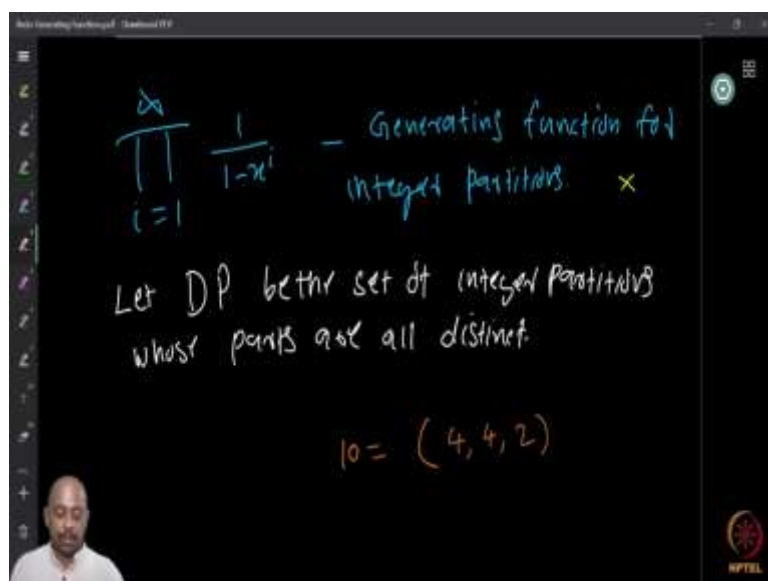 ∞
∏ 1/(1-x^i) - Generating function for
i=1 integer partitions. ×
Let DP be the set of integer partitions
whose parts are all distinct.
10 = (4, 4, 2)
NPTEL